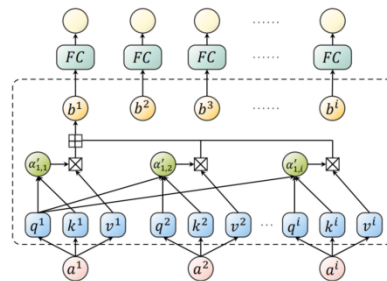 FC FC FC ...... FC
b¹ b² b³ ...... bⁱ
α′₁,₁ α′₁,₂ α′₁,ᵢ
q¹ k¹ v¹ q² k² v² ... qⁱ kⁱ vⁱ
a¹ a² aⁱ